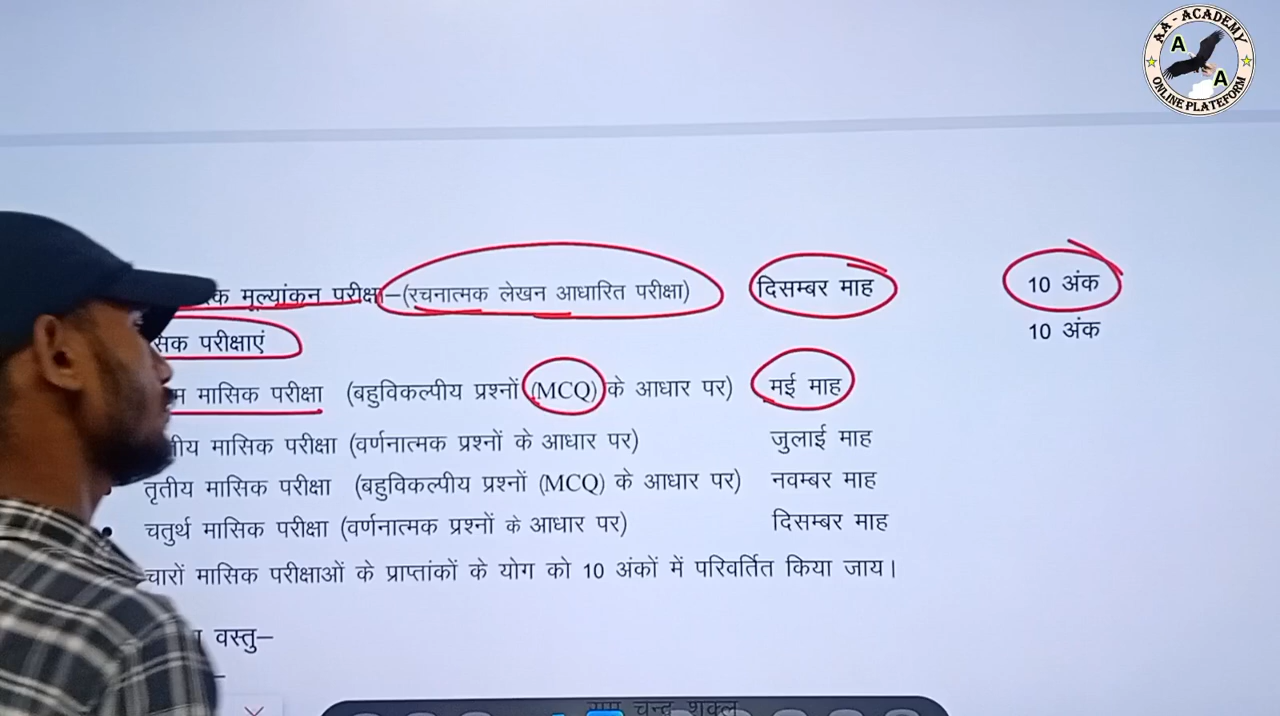 AA - ACADEMY
A
A
ONLINE PLATEFORM
मूल्यांकन परीक्षा–(रचनात्मक लेखन आधारित परीक्षा) दिसम्बर माह 10 अंक
परीक्षाएं 10 अंक
मासिक परीक्षा (बहुविकल्पीय प्रश्नों (MCQ) के आधार पर) मई माह
मासिक परीक्षा (वर्णनात्मक प्रश्नों के आधार पर) जुलाई माह
तृतीय मासिक परीक्षा (बहुविकल्पीय प्रश्नों (MCQ) के आधार पर) नवम्बर माह
• चतुर्थ मासिक परीक्षा (वर्णनात्मक प्रश्नों के आधार पर) दिसम्बर माह
चारों मासिक परीक्षाओं के प्राप्तांकों के योग को 10 अंकों में परिवर्तित किया जाय।
वस्तु–